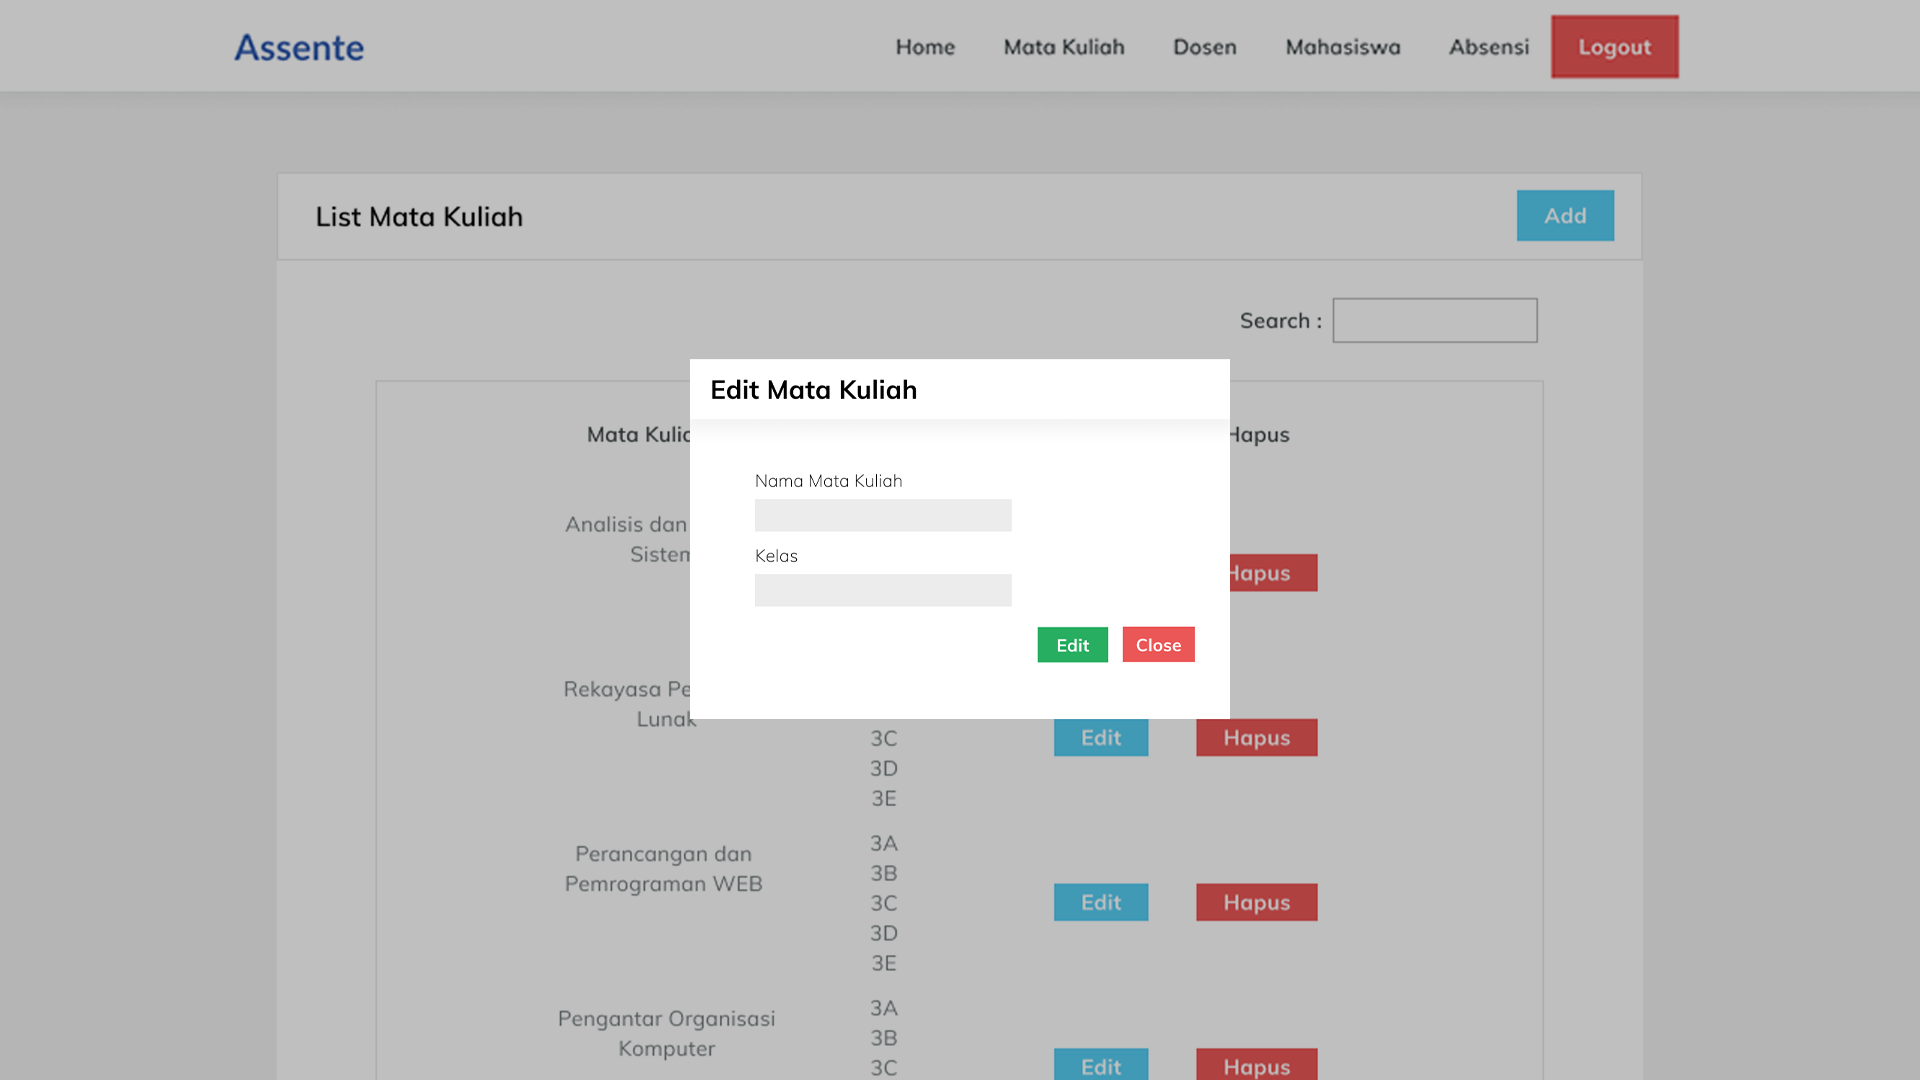 Assente
Home
Mata Kuliah
Dosen
Mahasiswa
Absensi
Logout
List Mata Kuliah
Add
Search :
Edit Mata Kuliah
Mata Kulia
Hapus
Nama Mata Kuliah
Analisis dan
Sistem
Kelas
Hapus
Edit
Close
Rekayasa Pe
Lunak
3C
3D
3E
Edit
Hapus
Perancangan dan
Pemrograman WEB
3A
3B
3C
3D
3E
Edit
Hapus
Pengantar Organisasi
Komputer
3A
3B
3C
Edit
Hapus